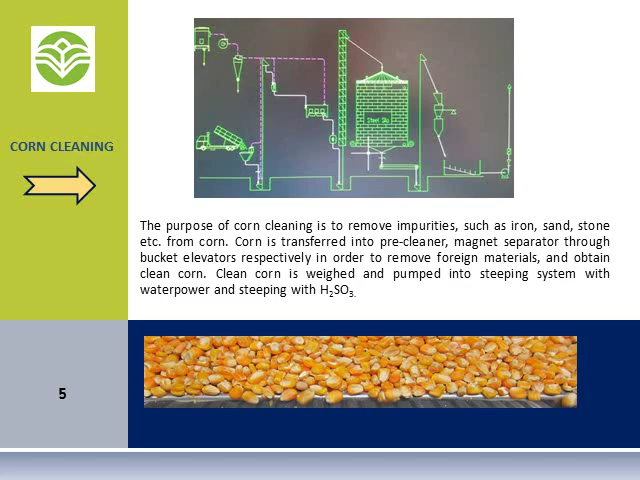 CORN CLEANING
Steel Silo
The purpose of corn cleaning is to remove impurities, such as iron, sand, stone
etc. from corn. Corn is transferred into pre-cleaner, magnet separator through
bucket elevators respectively in order to remove foreign materials, and obtain
clean corn. Clean corn is weighed and pumped into steeping system with
waterpower and steeping with H₂SO₃.
5